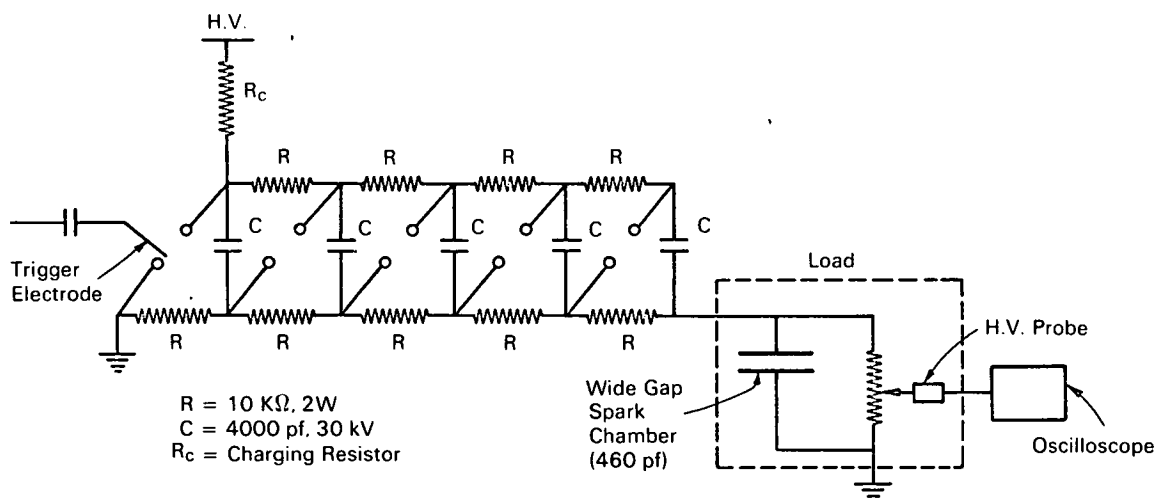 H.V.
Rc
R
R
R
R
C
C
C
C
C
Trigger
Electrode
R
R
R
R
R
Load
H.V. Probe
Wide Gap
Spark
Chamber
(460 pf)
Oscilloscope
R = 10 KΩ, 2W
C = 4000 pf, 30 kV
Rc = Charging Resistor